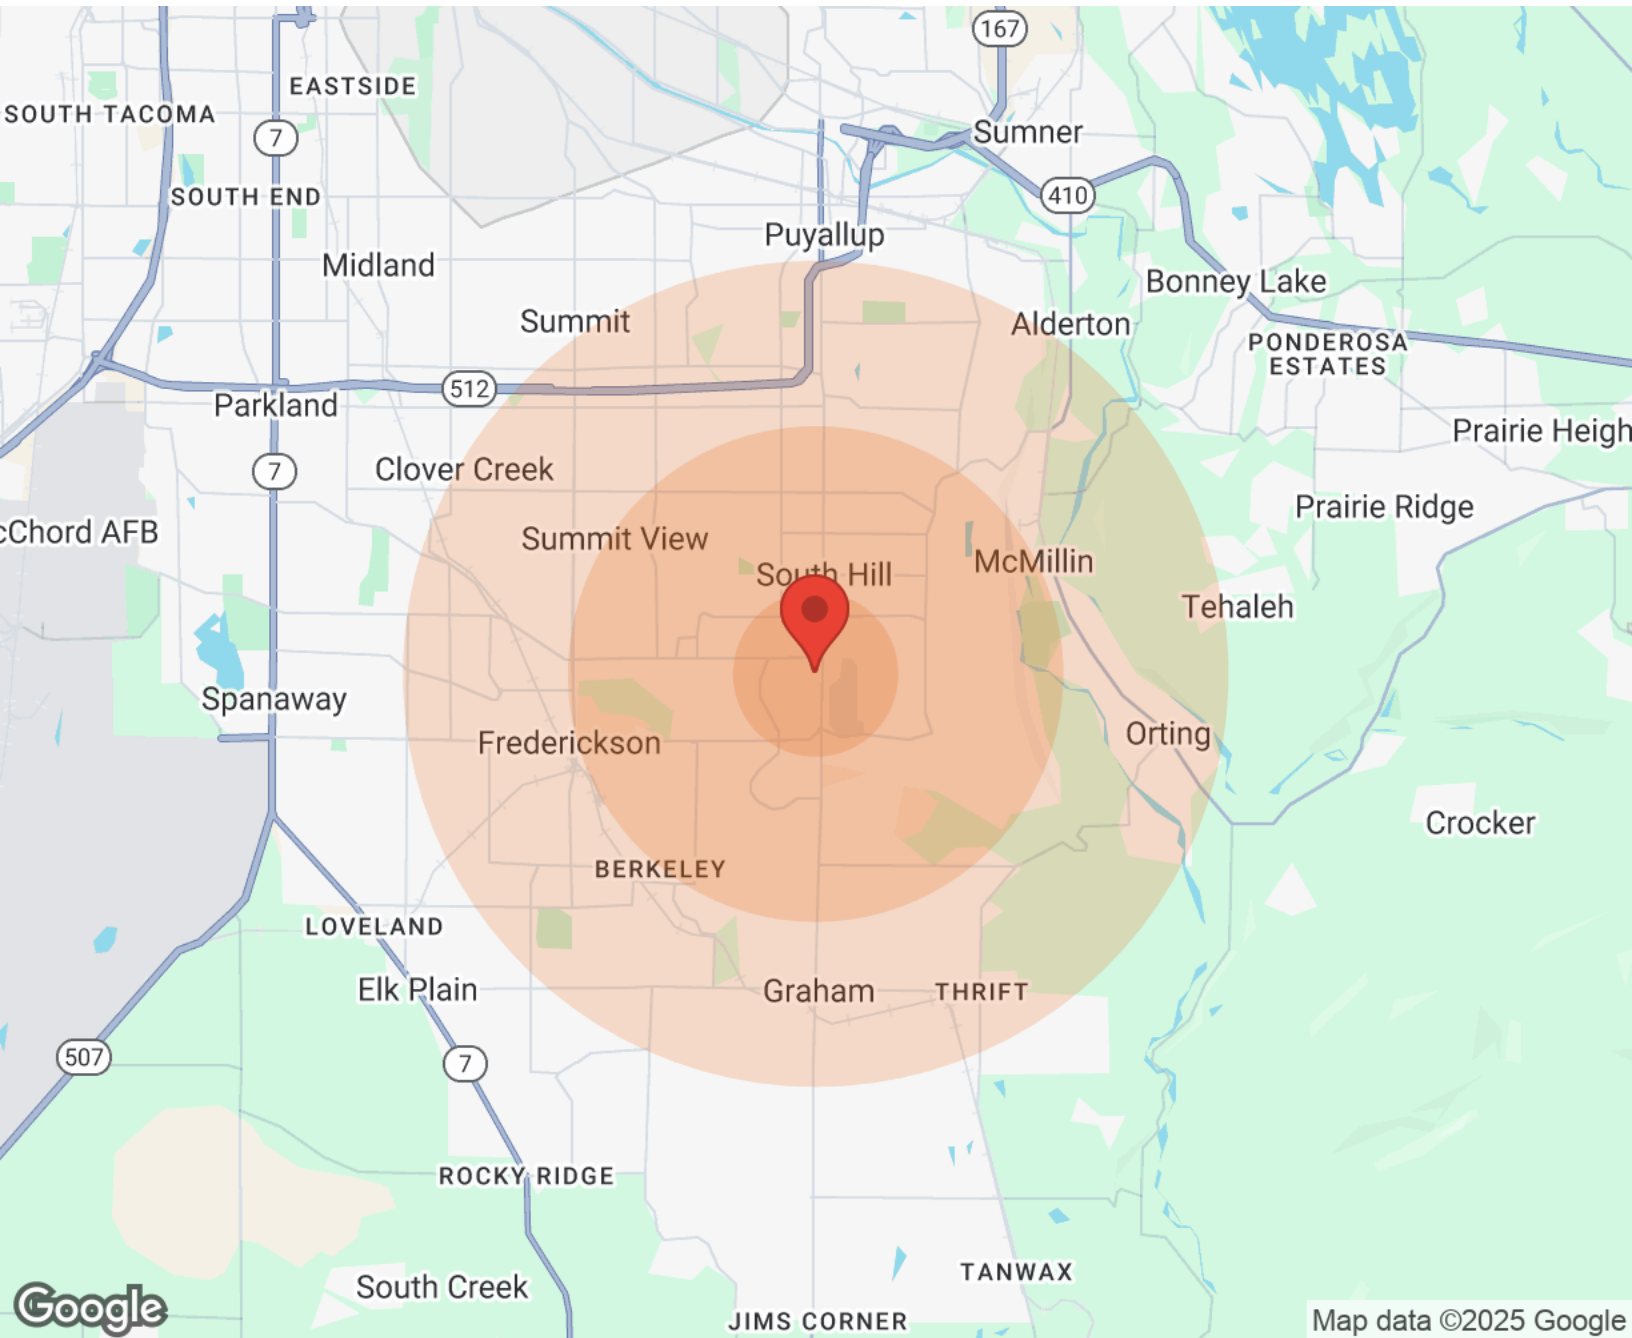 167
EASTSIDE
SOUTH TACOMA
7
Sumner
SOUTH END
410
Puyallup
Midland
Bonney Lake
Summit
Alderton
PONDEROSA
ESTATES
512
Parkland
Prairie Heigh
7
Clover Creek
Prairie Ridge
cChord AFB
Summit View
McMillin
South Hill
Tehaleh
Spanaway
Orting
Frederickson
Crocker
BERKELEY
LOVELAND
Elk Plain
Graham
THRIFT
507
7
ROCKY RIDGE
TANWAX
South Creek
Google
JIMS CORNER
Map data ©2025 Google